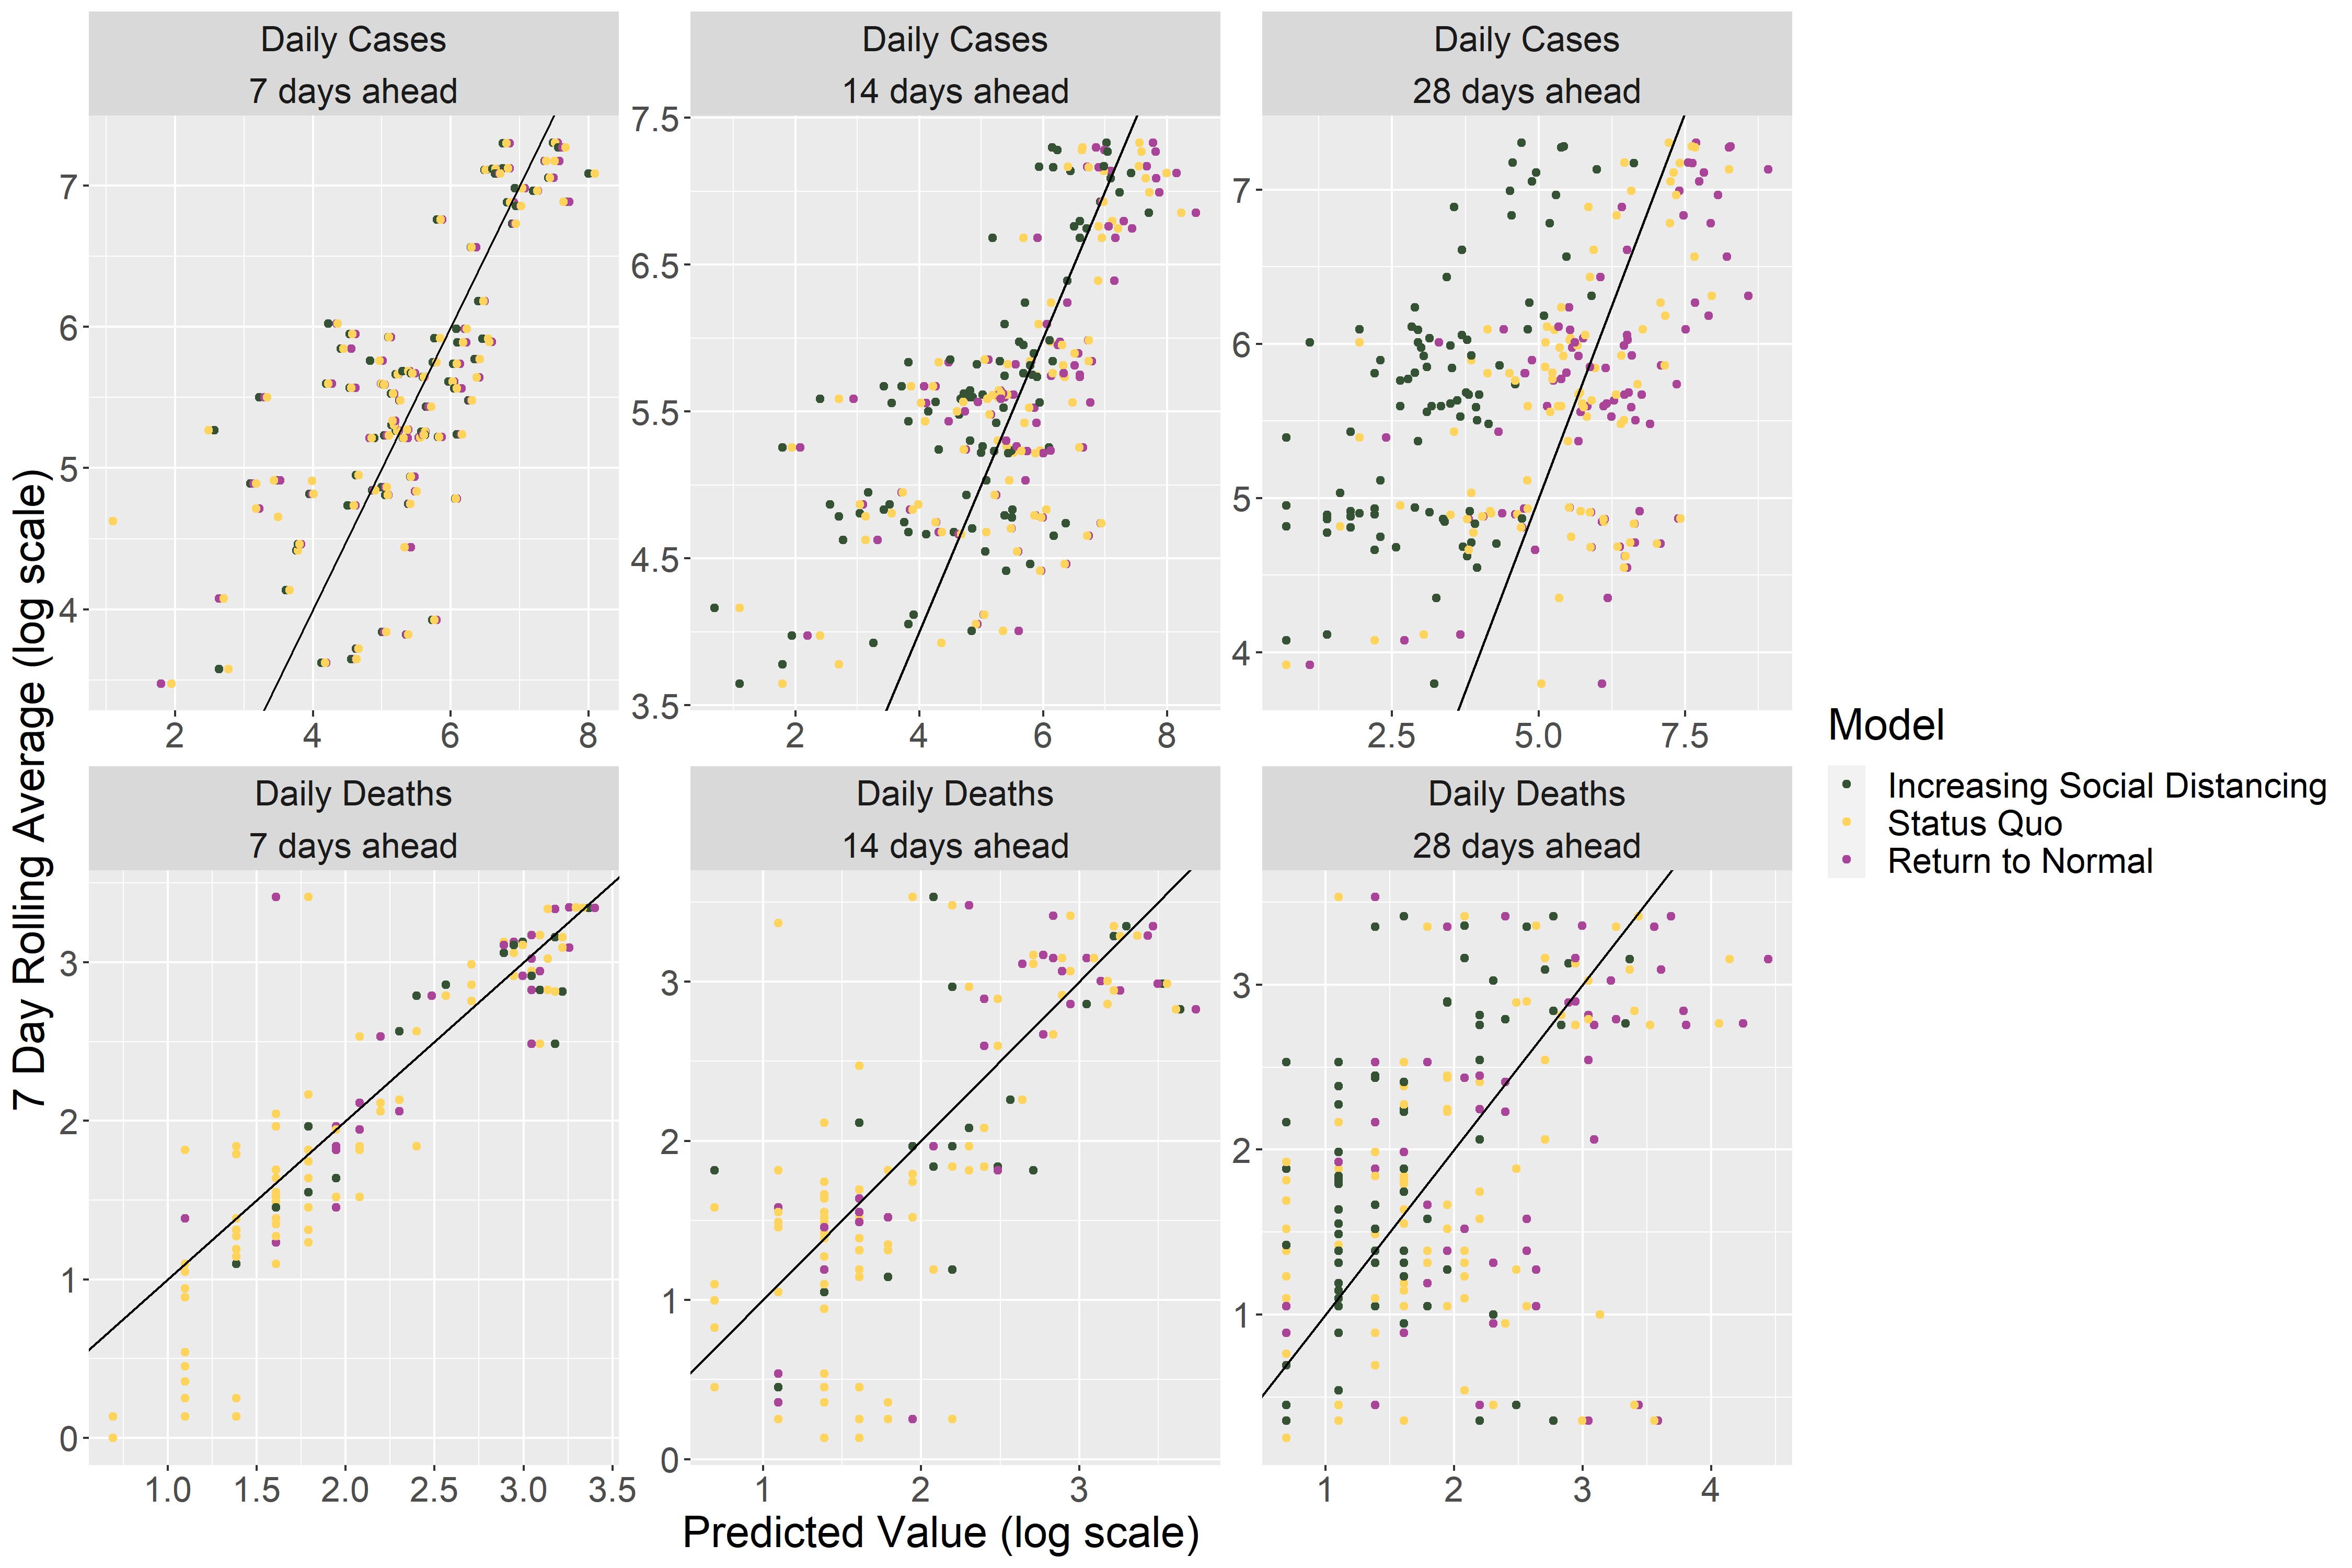 Daily Cases
7 days ahead
Daily Cases
14 days ahead
Daily Cases
28 days ahead
7
6
5
4
2
4
6
8
7.5
6.5
5.5
4.5
3.5
2
4
6
8
7
6
5
4
2.5
5.0
7.5
Daily Deaths
7 days ahead
Daily Deaths
14 days ahead
Daily Deaths
28 days ahead
3
2
1
0
1.0
1.5
2.0
2.5
3.0
3.5
3
2
1
0
1
2
3
3
2
1
1
2
3
4
7 Day Rolling Average (log scale)
Predicted Value (log scale)
Model
Increasing Social Distancing
Status Quo
Return to Normal